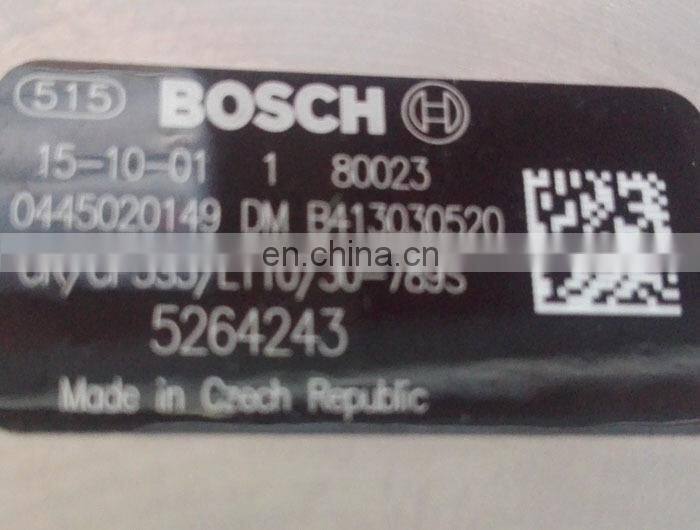 515 BOSCH
15-10-01 1 80023
0445020149 DM B413030520
en.china.cn
5264243
Made in Czech Republic